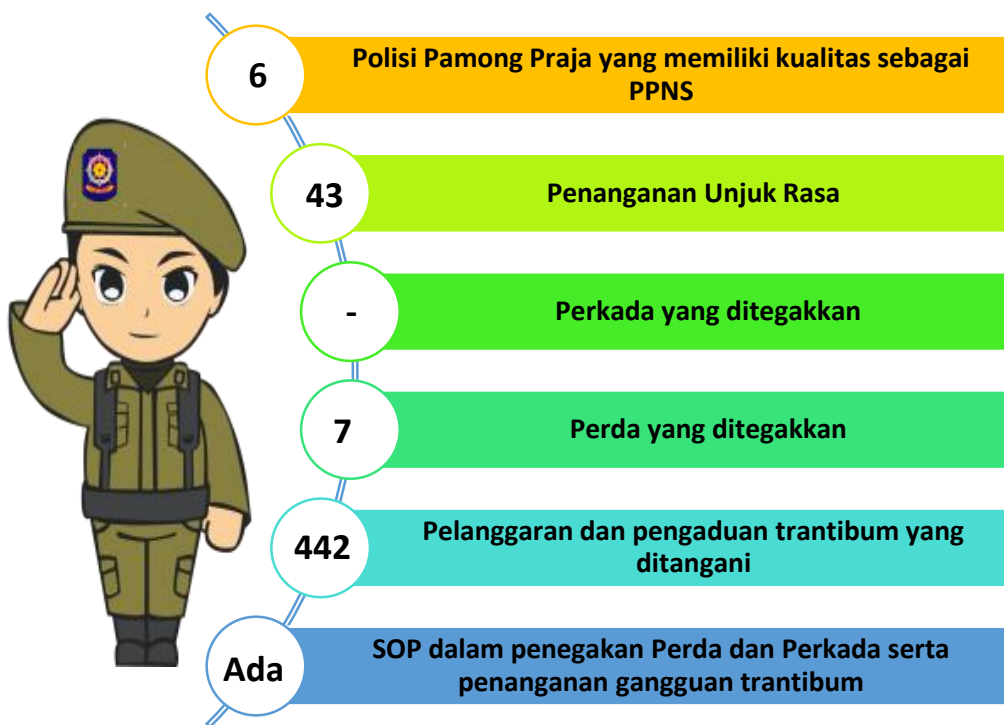 6
Polisi Pamong Praja yang memiliki kualitas sebagai
PPNS
43
Penanganan Unjuk Rasa
-
Perkada yang ditegakkan
7
Perda yang ditegakkan
442
Pelanggaran dan pengaduan trantibum yang
ditangani
Ada
SOP dalam penegakan Perda dan Perkada serta
penanganan gangguan trantibum